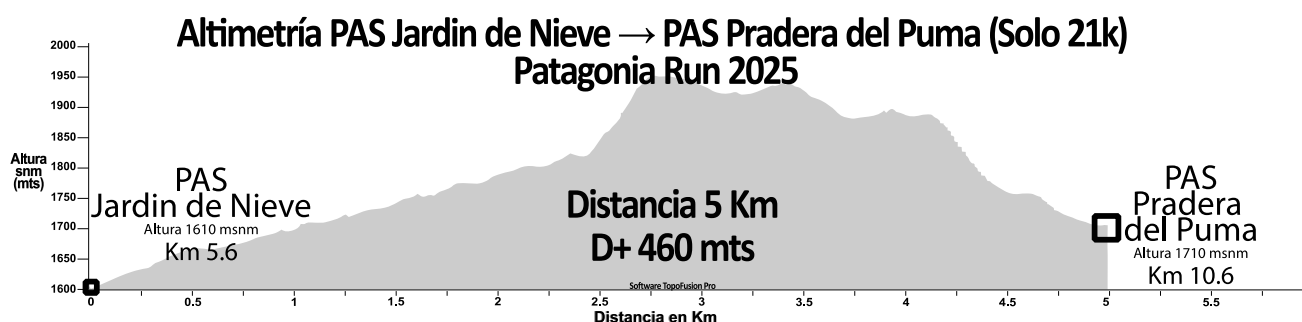 Altimetría PAS Jardin de Nieve → PAS Pradera del Puma (Solo 21k)
Patagonia Run 2025
2000
1950
1900
1850
1800
1750
1700
1650
1600
Altura
snm
(mts)
PAS
Jardin de Nieve
Altura 1610 msnm
Km 5.6
Distancia 5 Km
D+ 460 mts
Software TopoFusion Pro
PAS
Pradera
del Puma
Altura 1710 msnm
Km 10.6
0 0.5 1 1.5 2 2.5 3 3.5 4 4.5 5 5.5
Distancia en Km